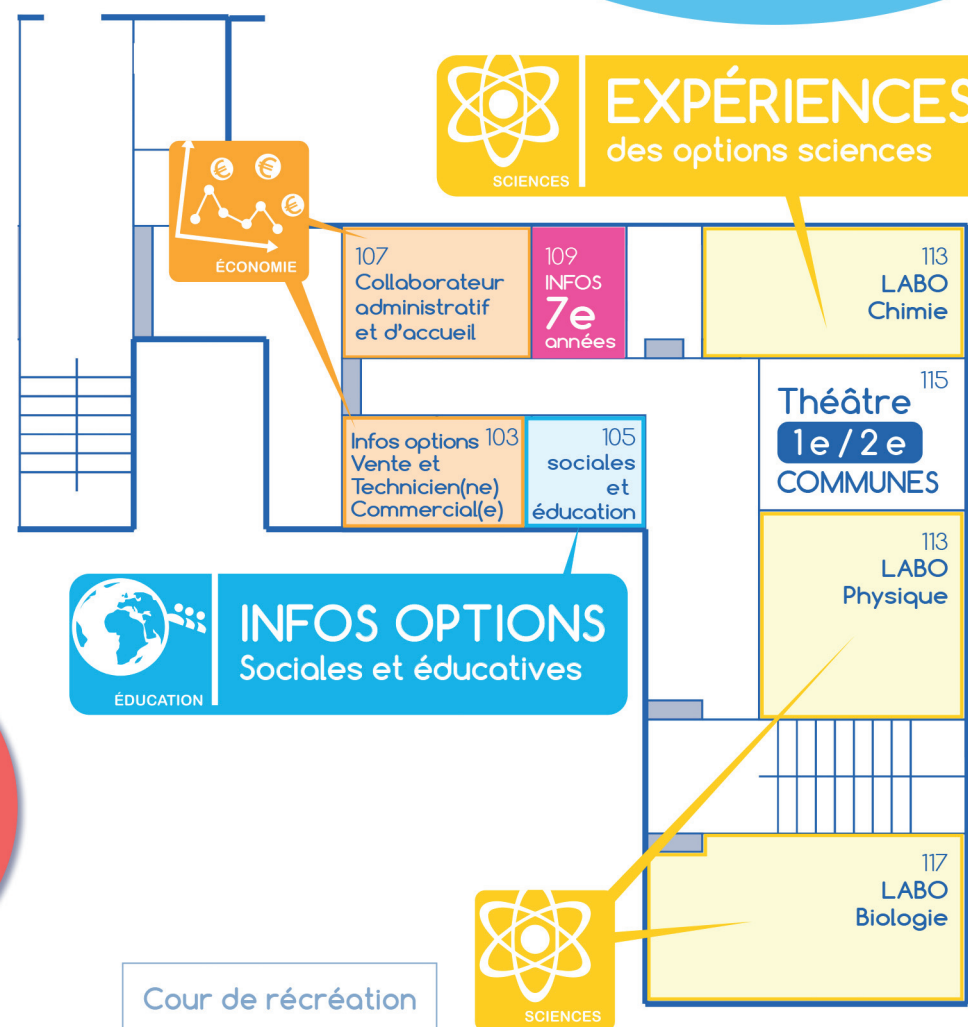 EXPÉRIENCES
des options sciences
SCIENCES
€ € €
ÉCONOMIE
107
Collaborateur
administratif
et d'accueil
109
INFOS
7e
années
113
LABO
Chimie
115
Théâtre
1e / 2e
COMMUNES
Infos options 103
Vente et
Technicien(ne)
Commercial(e)
105
sociales
et
éducation
113
LABO
Physique
INFOS OPTIONS
Sociales et éducatives
ÉDUCATION
117
LABO
Biologie
Cour de récréation
SCIENCES